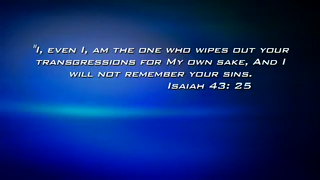 "I, even I, am the one who wipes out your
transgressions for My own sake, And I
will not remember your sins.
Isaiah 43: 25